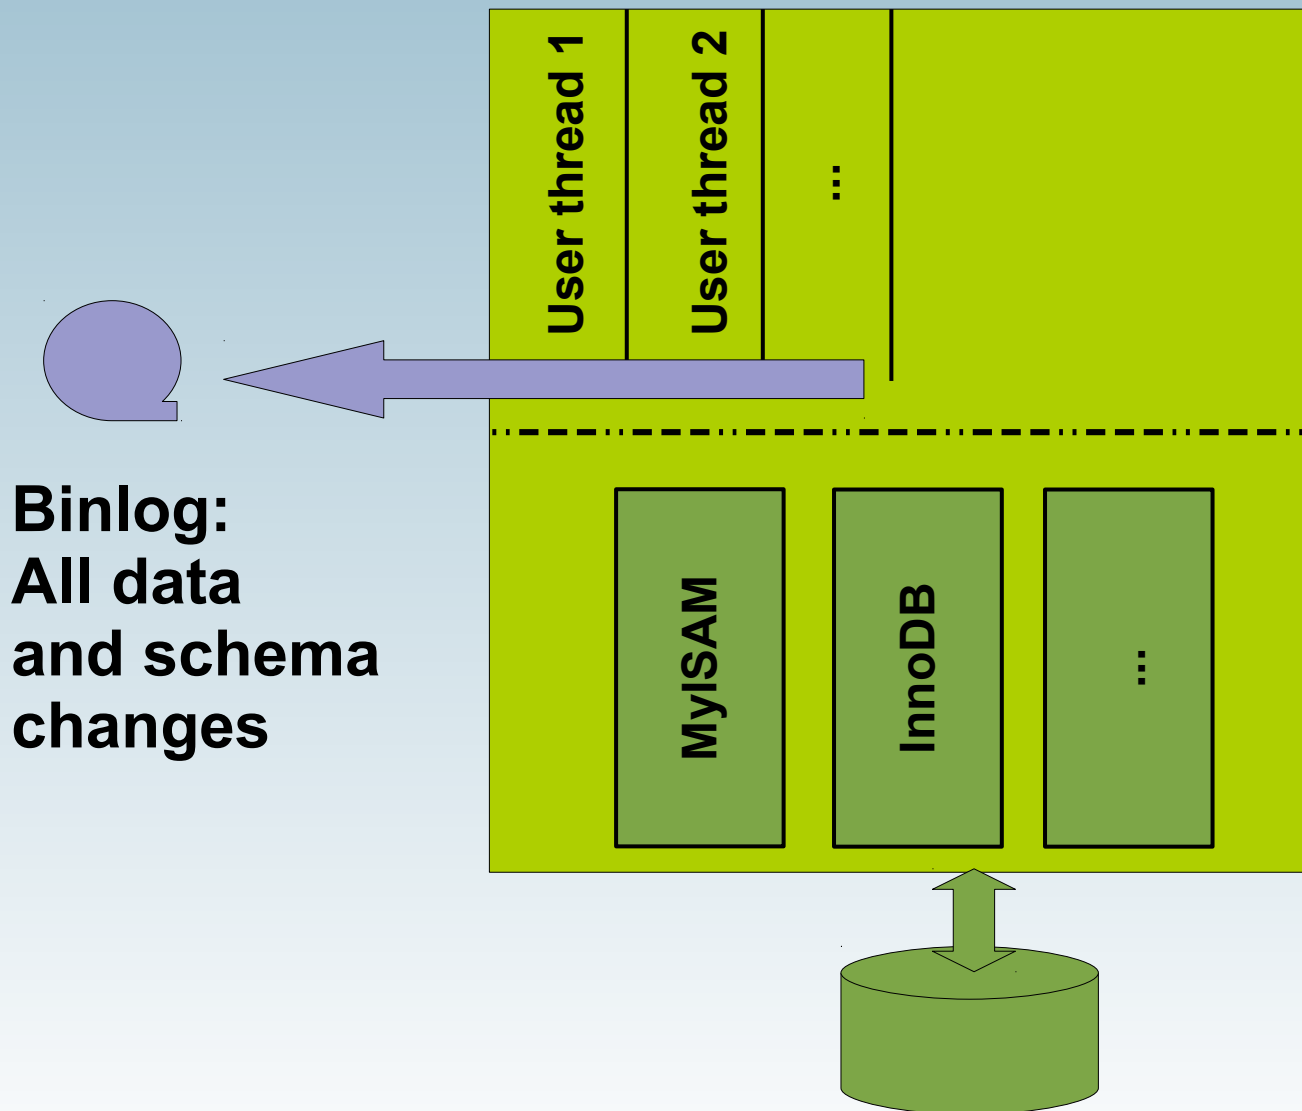 User thread 1
User thread 2
...
Binlog:
All data
and schema
changes
MyISAM
InnoDB
...